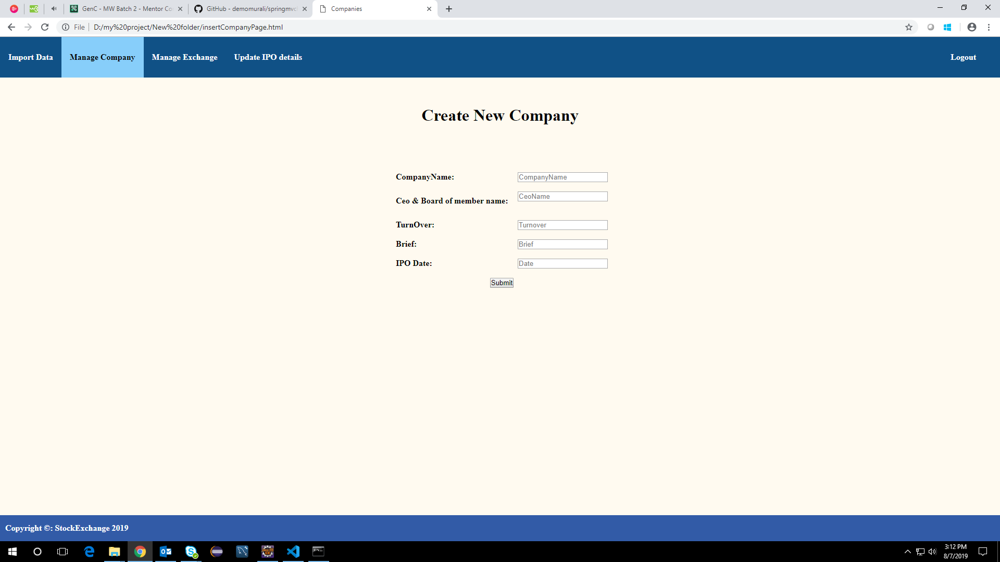 GenC - MW Batch 2 - Mentor Co
GitHub - demomurali/springmvc
Companies
File
D:/my%20project/New%20folder/insertCompanyPage.html
Import Data
Manage Company
Manage Exchange
Update IPO details
Logout
Create New Company
CompanyName:
CompanyName
Ceo & Board of member name:
CeoName
TurnOver:
Turnover
Brief:
Brief
IPO Date:
Date
Submit
Copyright ©: StockExchange 2019
3:12 PM
8/7/2019